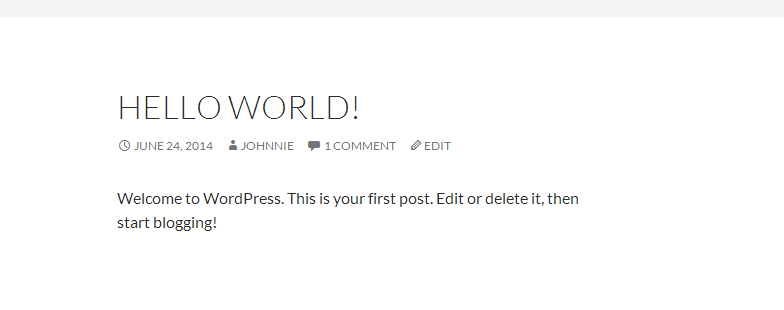 HELLO WORLD!
JUNE 24, 2014 JOHNNIE 1 COMMENT EDIT
Welcome to WordPress. This is your first post. Edit or delete it, then
start blogging!